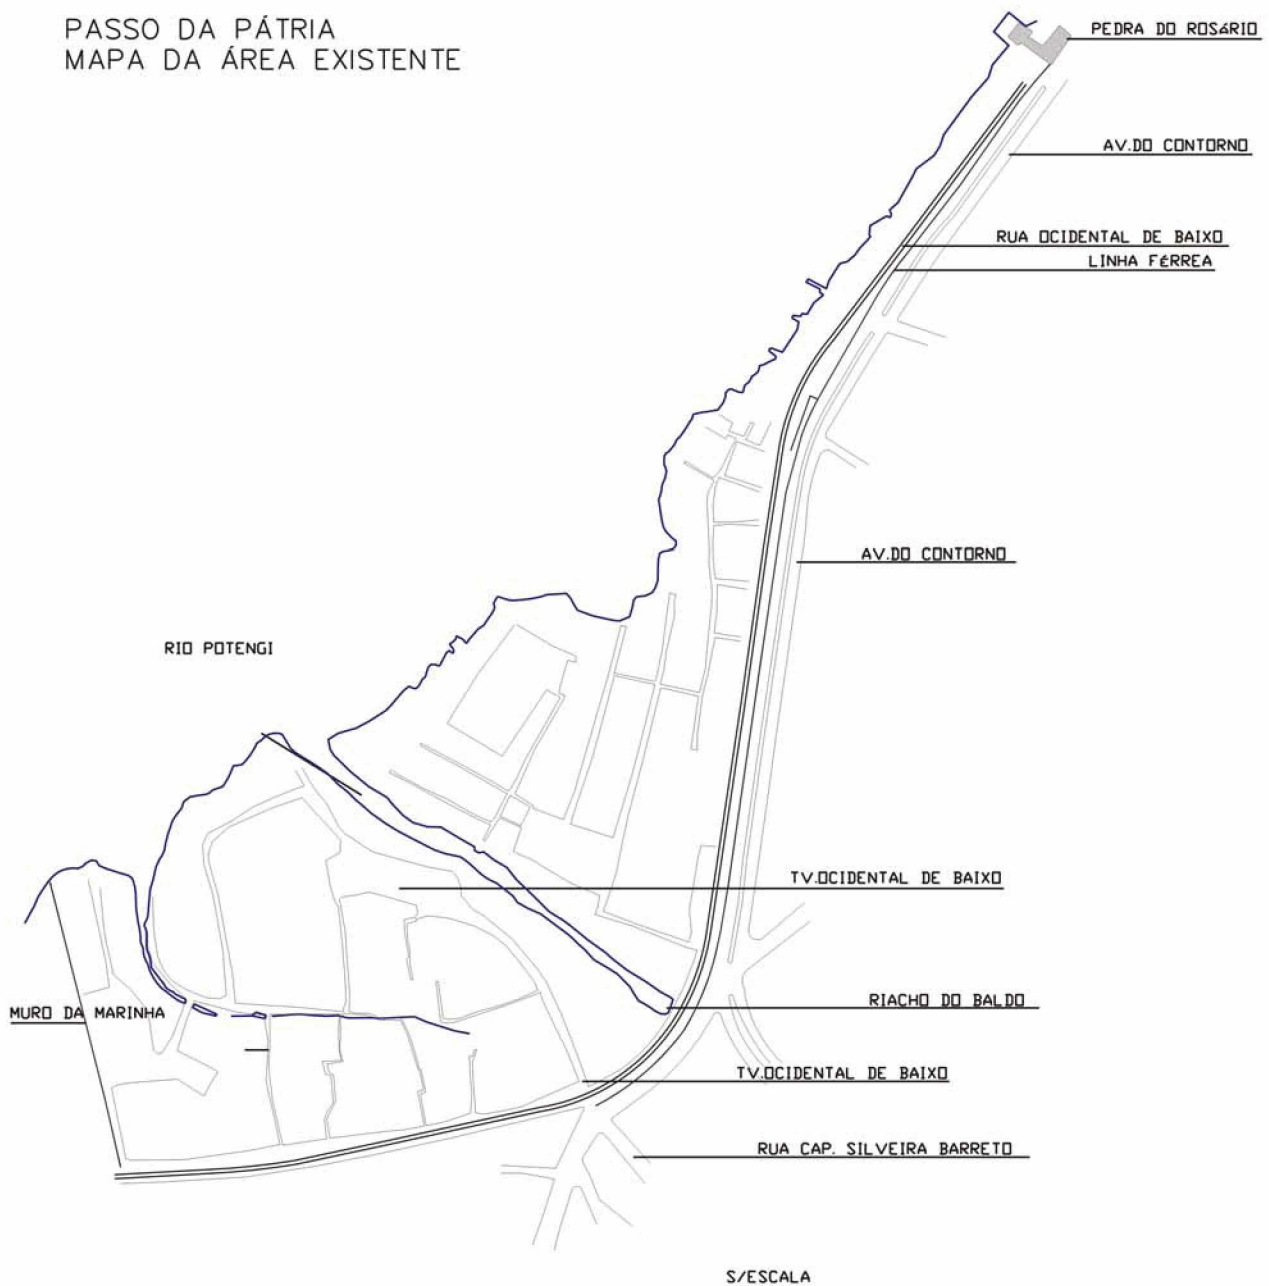 PASSO DA PÁTRIA
MAPA DA ÁREA EXISTENTE
PEDRA DO ROSáRIO
AV.DO CONTORNO
RUA OCIDENTAL DE BAIXO
LINHA FéRREA
AV.DO CONTORNO
RIO POTENGI
TV.OCIDENTAL DE BAIXO
RIACHO DO BALDO
MURO DA MARINHA
TV.OCIDENTAL DE BAIXO
RUA CAP. SILVEIRA BARRETO
S/ESCALA